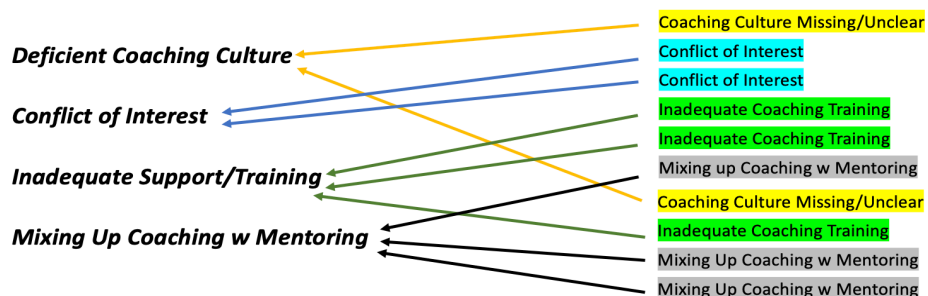 Deficient Coaching Culture
Conflict of Interest
Inadequate Support/Training
Mixing Up Coaching w Mentoring
Coaching Culture Missing/Unclear
Conflict of Interest
Conflict of Interest
Inadequate Coaching Training
Inadequate Coaching Training
Mixing up Coaching w Mentoring
Coaching Culture Missing/Unclear
Inadequate Coaching Training
Mixing Up Coaching w Mentoring
Mixing Up Coaching w Mentoring